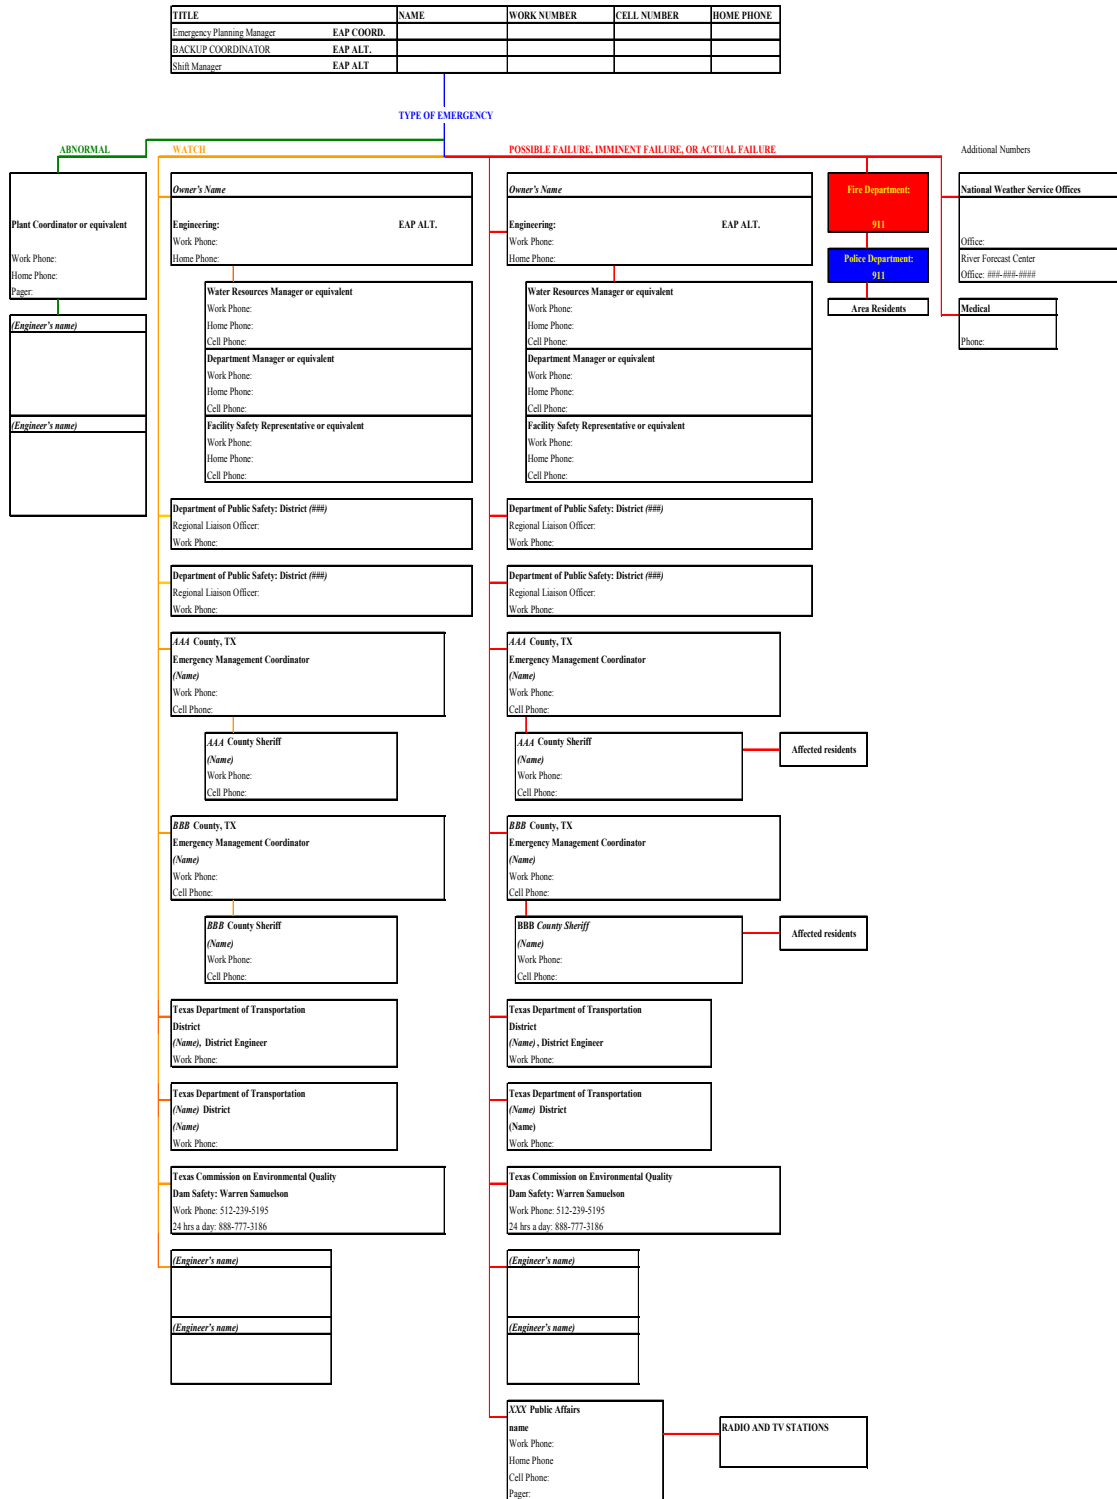 TITLE NAME WORK NUMBER CELL NUMBER HOME PHONE
Emergency Planning Manager EAP COORD.
BACKUP COORDINATOR EAP ALT.
Shift Manager EAP ALT
TYPE OF EMERGENCY
ABNORMAL
Plant Coordinator or equivalent
Work Phone:
Home Phone:
Pager:
(Engineer's name)
(Engineer's name)
WATCH
Owner's Name
Engineering: EAP ALT.
Work Phone:
Home Phone:
Water Resources Manager or equivalent
Work Phone:
Home Phone:
Cell Phone:
Department Manager or equivalent
Work Phone:
Home Phone:
Cell Phone:
Facility Safety Representative or equivalent
Work Phone:
Home Phone:
Cell Phone:
Department of Public Safety: District (###)
Regional Liaison Officer:
Work Phone:
Department of Public Safety: District (###)
Regional Liaison Officer:
Work Phone:
AAA County, TX
Emergency Management Coordinator
(Name)
Work Phone:
Cell Phone:
AAA County Sheriff
(Name)
Work Phone:
Cell Phone:
BBB County, TX
Emergency Management Coordinator
(Name)
Work Phone:
Cell Phone:
BBB County Sheriff
(Name)
Work Phone:
Cell Phone:
Texas Department of Transportation
District
(Name), District Engineer
Work Phone:
Texas Department of Transportation
(Name) District
(Name)
Work Phone:
Texas Commission on Environmental Quality
Dam Safety: Warren Samuelson
Work Phone: 512-239-5195
24 hrs a day: 888-777-3186
(Engineer's name)
(Engineer's name)
POSSIBLE FAILURE, IMMINENT FAILURE, OR ACTUAL FAILURE
Owner's Name
Engineering: EAP ALT.
Work Phone:
Home Phone:
Water Resources Manager or equivalent
Work Phone:
Home Phone:
Cell Phone:
Department Manager or equivalent
Work Phone:
Home Phone:
Cell Phone:
Facility Safety Representative or equivalent
Work Phone:
Home Phone:
Cell Phone:
Department of Public Safety: District (###)
Regional Liaison Officer:
Work Phone:
Department of Public Safety: District (###)
Regional Liaison Officer:
Work Phone:
AAA County, TX
Emergency Management Coordinator
(Name)
Work Phone:
Cell Phone:
AAA County Sheriff
(Name)
Work Phone:
Cell Phone:
Affected residents
BBB County, TX
Emergency Management Coordinator
(Name)
Work Phone:
Cell Phone:
BBB County Sheriff
(Name)
Work Phone:
Cell Phone:
Affected residents
Texas Department of Transportation
District
(Name) , District Engineer
Work Phone:
Texas Department of Transportation
(Name) District
(Name)
Work Phone:
Texas Commission on Environmental Quality
Dam Safety: Warren Samuelson
Work Phone: 512-239-5195
24 hrs a day: 888-777-3186
(Engineer's name)
(Engineer's name)
XXX Public Affairs
name
Work Phone:
Home Phone
Cell Phone:
Pager:
RADIO AND TV STATIONS
Fire Department:
911
Police Department:
911
Area Residents
Additional Numbers
National Weather Service Offices
Office:
River Forecast Center
Office: ###-###-####
Medical
Phone: